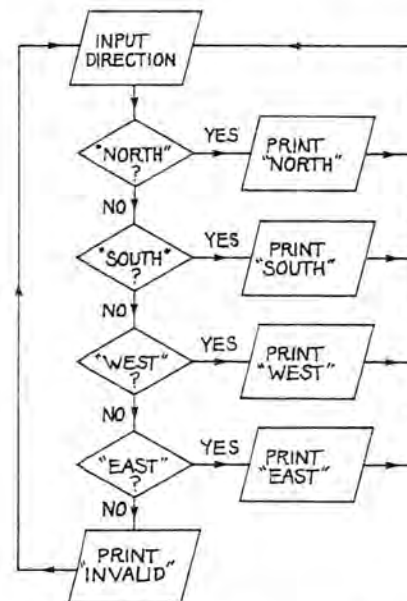 INPUT
DIRECTION
"NORTH"
?
YES
PRINT
"NORTH"
NO
"SOUTH"
?
YES
PRINT
"SOUTH"
NO
"WEST"
?
YES
PRINT
"WEST"
NO
"EAST"
?
YES
PRINT
"EAST"
NO
"PRINT
"INVALID"